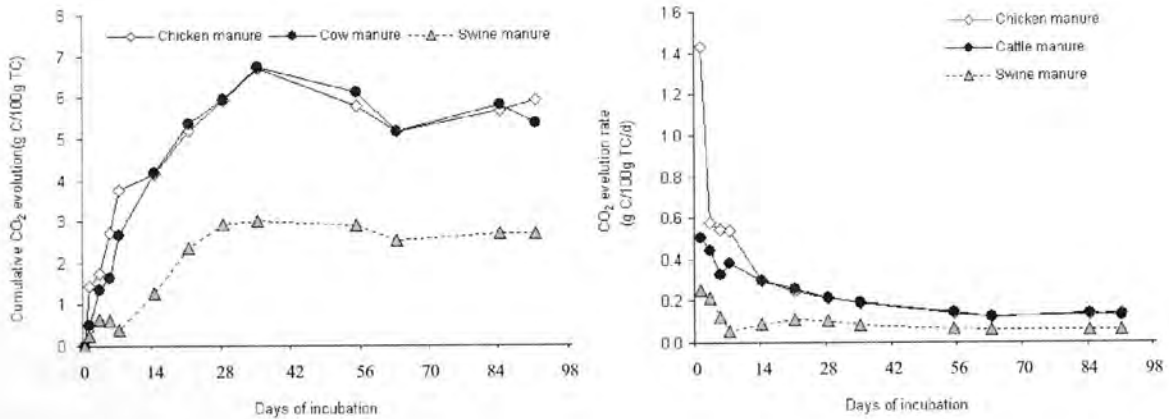 8
7
6
5
4
3
2
1
0
Cumulative CO₂ evolution(g C/100g TC)
Chicken manure Cow manure Swine manure
0 14 28 42 56 70 84 98
Days of incubation
1.6
1.4
1.2
1.0
0.8
0.6
0.4
0.2
0.0
CO₂ evelution rate
(g C/100g TC/d)
Chicken manure
Cattle manure
Swine manure
0 14 28 42 56 70 84 98
Days of incubation